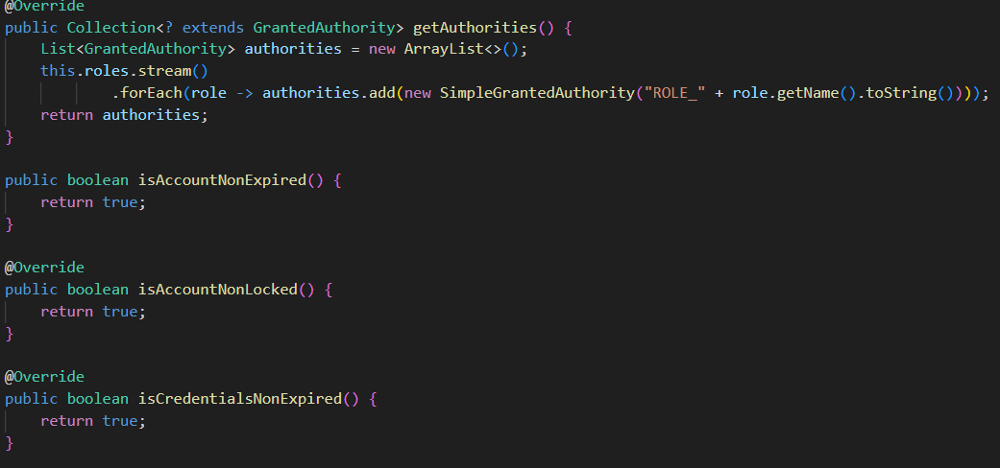 @Override
public Collection<? extends GrantedAuthority> getAuthorities() {
    List<GrantedAuthority> authorities = new ArrayList<>();
    this.roles.stream()
            .forEach(role -> authorities.add(new SimpleGrantedAuthority("ROLE_" + role.getName().toString())));
    return authorities;
}

public boolean isAccountNonExpired() {
    return true;
}

@Override
public boolean isAccountNonLocked() {
    return true;
}

@Override
public boolean isCredentialsNonExpired() {
    return true;
}